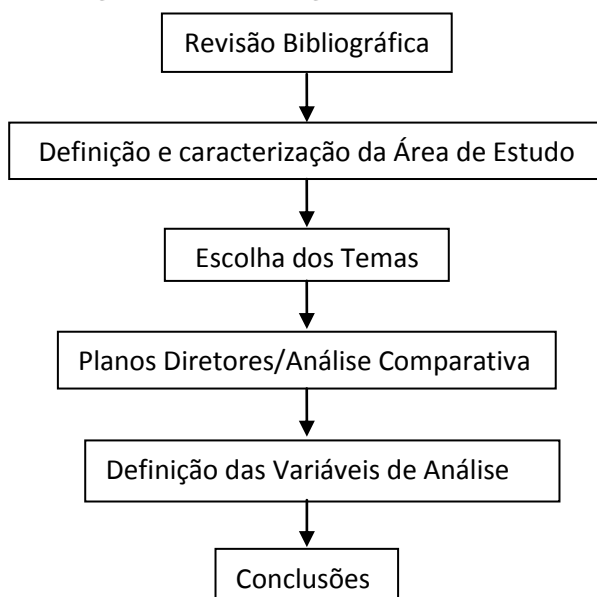 Revisão Bibliográfica
Definição e caracterização da Área de Estudo
Escolha dos Temas
Planos Diretores/Análise Comparativa
Definição das Variáveis de Análise
Conclusões